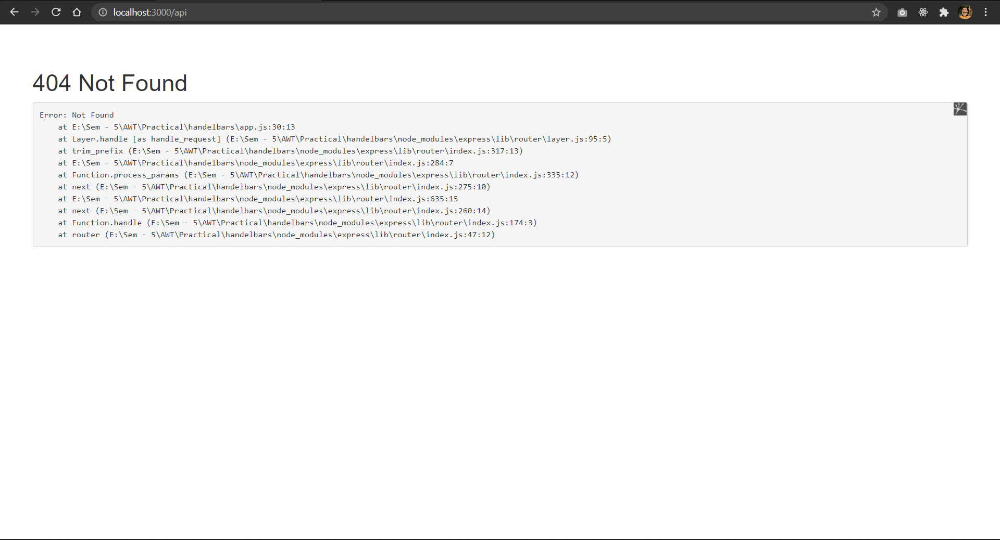 localhost:3000/api
404 Not Found
Error: Not Found
    at E:\Sem - 5\AWT\Practical\handelbars\app.js:30:13
    at Layer.handle [as handle_request] (E:\Sem - 5\AWT\Practical\handelbars\node_modules\express\lib\router\layer.js:95:5)
    at trim_prefix (E:\Sem - 5\AWT\Practical\handelbars\node_modules\express\lib\router\index.js:317:13)
    at E:\Sem - 5\AWT\Practical\handelbars\node_modules\express\lib\router\index.js:284:7
    at Function.process_params (E:\Sem - 5\AWT\Practical\handelbars\node_modules\express\lib\router\index.js:335:12)
    at next (E:\Sem - 5\AWT\Practical\handelbars\node_modules\express\lib\router\index.js:275:10)
    at E:\Sem - 5\AWT\Practical\handelbars\node_modules\express\lib\router\index.js:635:15
    at next (E:\Sem - 5\AWT\Practical\handelbars\node_modules\express\lib\router\index.js:260:14)
    at Function.handle (E:\Sem - 5\AWT\Practical\handelbars\node_modules\express\lib\router\index.js:174:3)
    at router (E:\Sem - 5\AWT\Practical\handelbars\node_modules\express\lib\router\index.js:47:12)